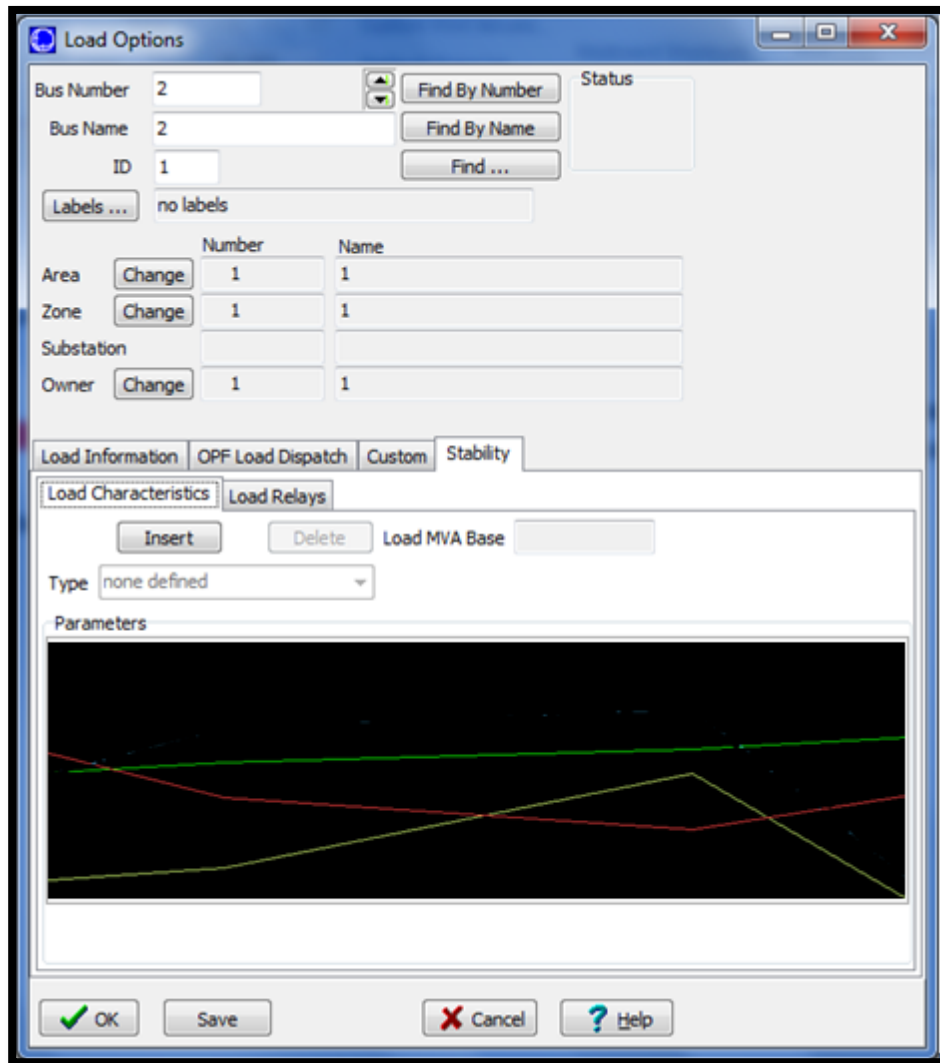 Load Options
Bus Number 2 Find By Number Status
Bus Name 2 Find By Name
ID 1 Find ...
Labels ... no labels
Number Name
Area Change 1 1
Zone Change 1 1
Substation
Owner Change 1 1
Load Information OPF Load Dispatch Custom Stability
Load Characteristics Load Relays
Insert Delete Load MVA Base
Type none defined
Parameters
OK Save Cancel ? Help